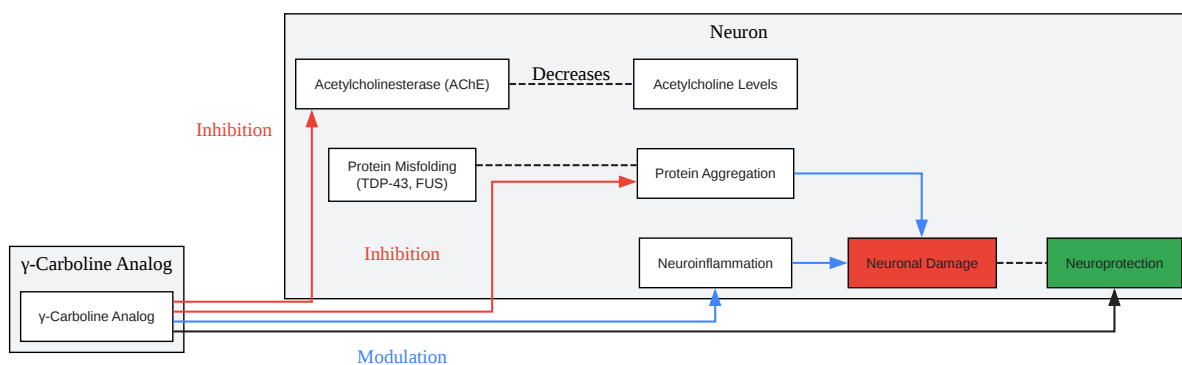 Neuron
Acetylcholinesterase (AChE)
Decreases
Acetylcholine Levels
Inhibition
Protein Misfolding
(TDP-43, FUS)
Protein Aggregation
Inhibition
Neuroinflammation
Neuronal Damage
Neuroprotection
γ-Carboline Analog
γ-Carboline Analog
Modulation